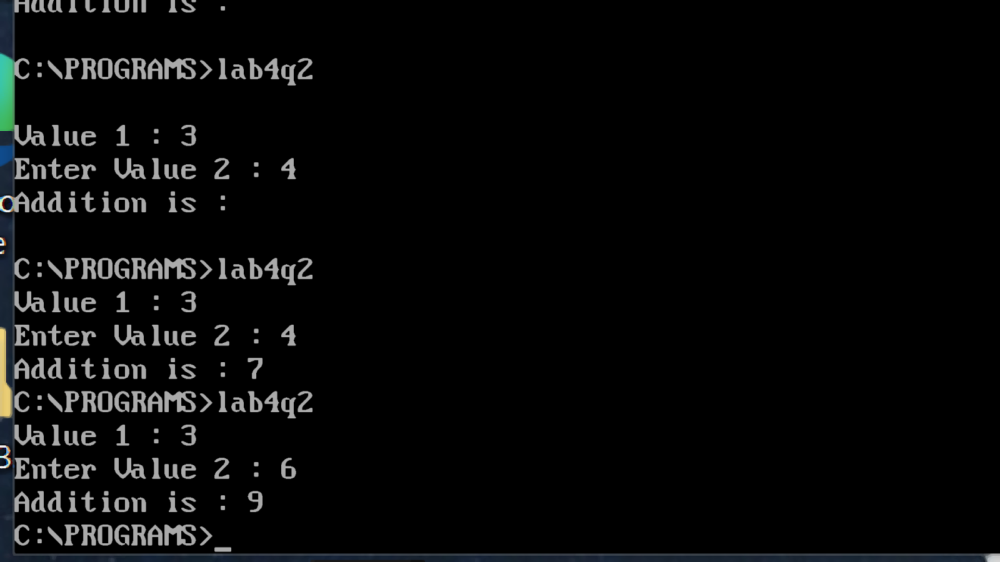 Addition is :
C:\PROGRAMS>lab4q2
Value 1 : 3
Enter Value 2 : 4
Addition is :
C:\PROGRAMS>lab4q2
Value 1 : 3
Enter Value 2 : 4
Addition is : 7
C:\PROGRAMS>lab4q2
Value 1 : 3
Enter Value 2 : 6
Addition is : 9
C:\PROGRAMS>_